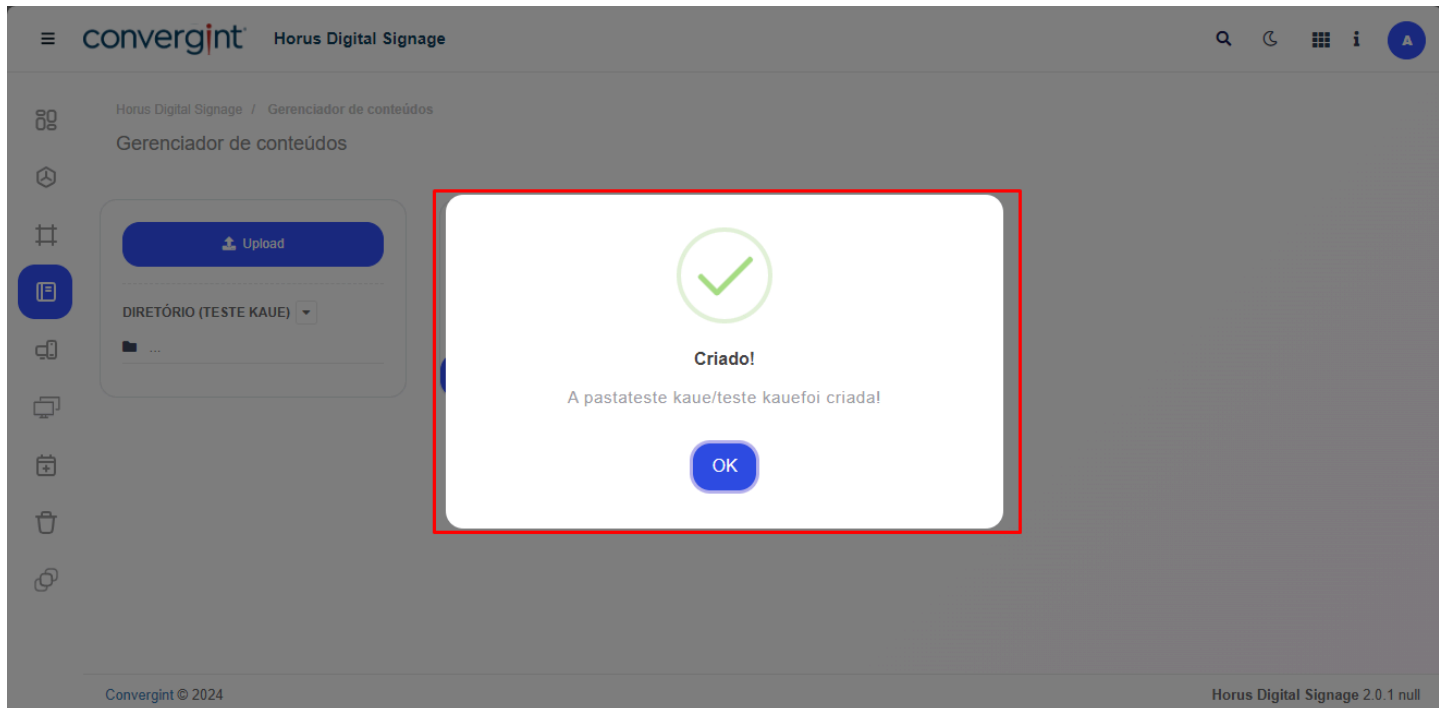 convergint Horus Digital Signage
A
Horus Digital Signage / Gerenciador de conteúdos
Gerenciador de conteúdos
Upload
DIRETÓRIO (TESTE KAUE)
...
Criado!
A pastateste kaue/teste kauefoi criada!
OK
Convergint © 2024
Horus Digital Signage 2.0.1 null